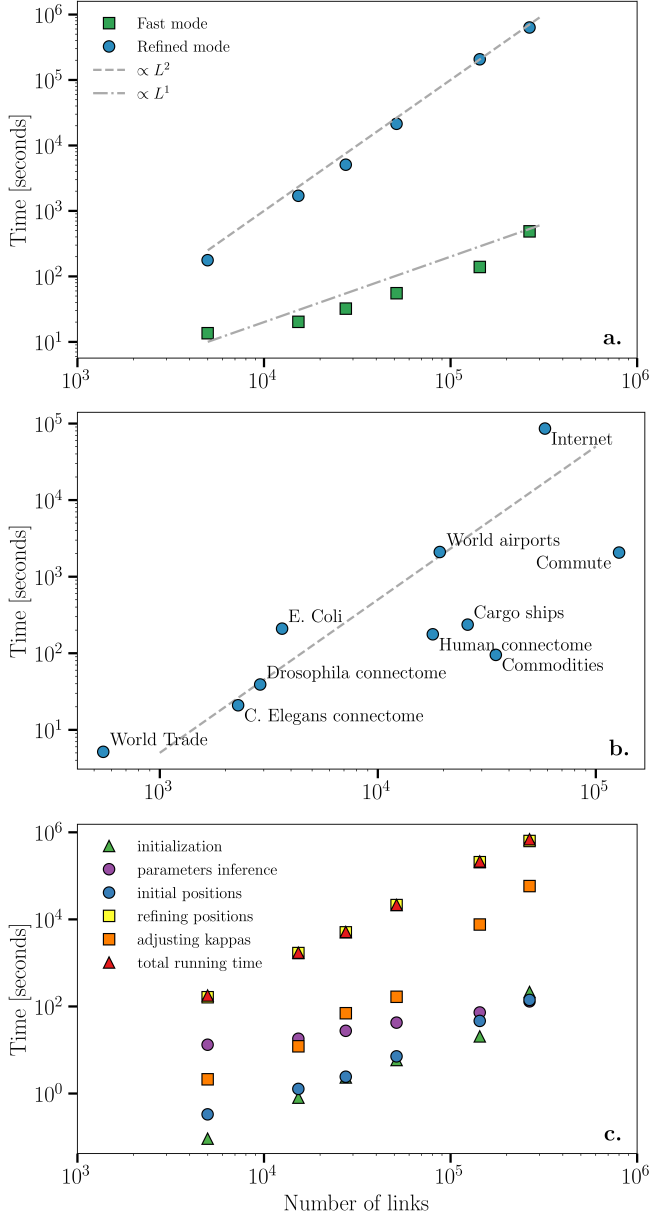 10^6
10^5
10^4
10^3
10^2
10^1
Time [seconds]
Fast mode
Refined mode
∝ L^2
∝ L^1
a.
10^3 10^4 10^5 10^6
10^5
10^4
10^3
10^2
10^1
Time [seconds]
Internet
World airports
Commute
E. Coli
Cargo ships
Human connectome
Commodities
Drosophila connectome
C. Elegans connectome
World Trade
b.
10^3 10^4 10^5
10^6
10^4
10^2
10^0
Time [seconds]
initialization
parameters inference
initial positions
refining positions
adjusting kappas
total running time
c.
10^3 10^4 10^5 10^6
Number of links